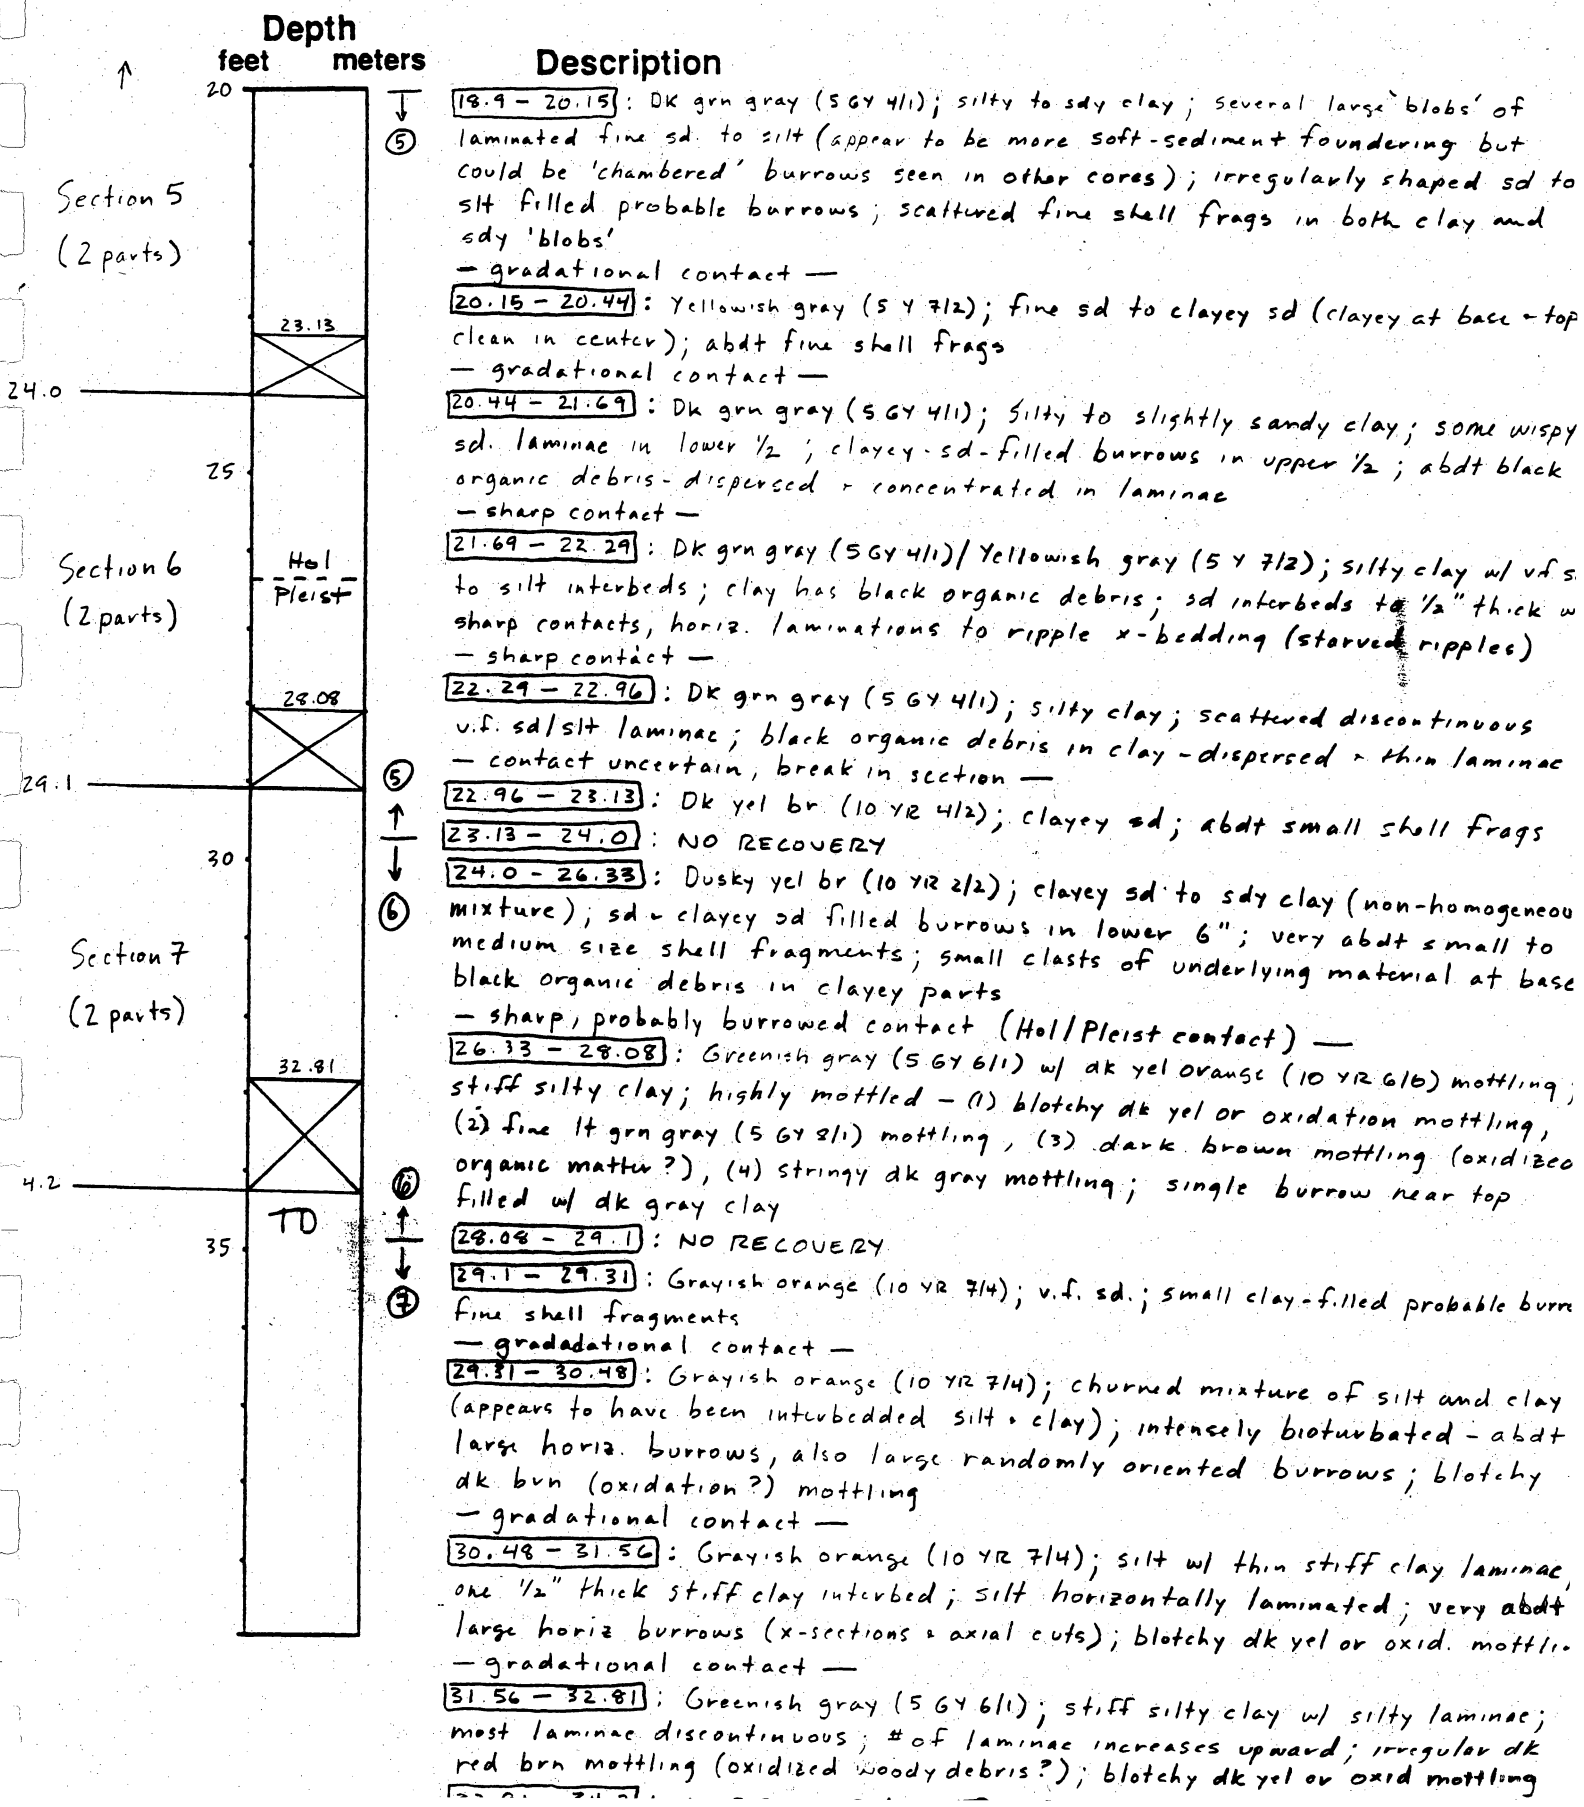 Depth
feet meters Description
↑
20
Section 5
(2 parts)
23.13
24.0
25
Section 6
(2 parts)
Hol
Pleist
28.08
29.1
30
Section 7
(2 parts)
32.81
4.2
TD
35
5
5
6
6
7
18.9 - 20.15: Dk grn gray (5 GY 4/1); silty to sdy clay; several large 'blobs' of
laminated fine sd. to silt (appear to be more soft-sediment foundering but
could be 'chambered' burrows seen in other cores); irregularly shaped sd to
slt filled probable burrows; scattered fine shell frags in both clay and
sdy 'blobs'
— gradational contact —
20.15 - 20.44: Yellowish gray (5 Y 7/2); fine sd to clayey sd (clayey at base + top
clean in center); abdt fine shell frags
— gradational contact —
20.44 - 21.69: Dk grn gray (5 GY 4/1); silty to slightly sandy clay; some wispy
sd. laminae in lower 1/2; clayey-sd-filled burrows in upper 1/2; abdt black
organic debris - dispersed + concentrated in laminae
— sharp contact —
21.69 - 22.29: Dk grn gray (5 GY 4/1)/Yellowish gray (5 Y 7/2); silty clay w/ vf s
to silt interbeds; clay has black organic debris; sd interbeds to 1/2" thick w
sharp contacts, horiz. laminations to ripple x-bedding (starved ripples)
— sharp contact —
22.29 - 22.96: Dk grn gray (5 GY 4/1); silty clay; scattered discontinuous
v.f. sd/slt laminae; black organic debris in clay - dispersed + thin laminae
— contact uncertain, break in section —
22.96 - 23.13: Dk yel br (10 YR 4/2); clayey sd; abdt small shell frags
23.13 - 24.0: NO RECOVERY
24.0 - 26.33: Dusky yel br (10 YR 2/2); clayey sd to sdy clay (non-homogeneou
mixture); sd + clayey sd filled burrows in lower 6"; very abdt small to
medium size shell fragments; small clasts of underlying material at base
black organic debris in clayey parts
— sharp, probably burrowed contact (Hol/Pleist contact) —
26.33 - 28.08: Greenish gray (5 GY 6/1) w/ dk yel orange (10 YR 6/6) mottling;
stiff silty clay; highly mottled - (1) blotchy dk yel or oxidation mottling,
(2) fine lt grn gray (5 GY 8/1) mottling, (3) dark brown mottling (oxidized
organic matter?), (4) stringy dk gray mottling; single burrow near top
filled w/ dk gray clay
28.08 - 29.1: NO RECOVERY
29.1 - 29.31: Grayish orange (10 YR 7/4); v.f. sd.; small clay-filled probable burr
fine shell fragments
— gradadational contact —
29.31 - 30.48: Grayish orange (10 YR 7/4); churned mixture of silt and clay
(appears to have been interbedded silt + clay); intensely bioturbated - abdt
large horiz. burrows, also large randomly oriented burrows; blotchy
dk brn (oxidation?) mottling
— gradational contact —
30.48 - 31.56: Grayish orange (10 YR 7/4); silt w/ thin stiff clay laminae,
one 1/2" thick stiff clay interbed; silt horizontally laminated; very abdt
large horiz burrows (x-sections + axial cuts); blotchy dk yel or oxid. mottli
— gradational contact —
31.56 - 32.81: Greenish gray (5 GY 6/1); stiff silty clay w/ silty laminae;
most laminae discontinuous; # of laminae increases upward; irregular dk
red brn mottling (oxidized woody debris?); blotchy dk yel or oxid mottling